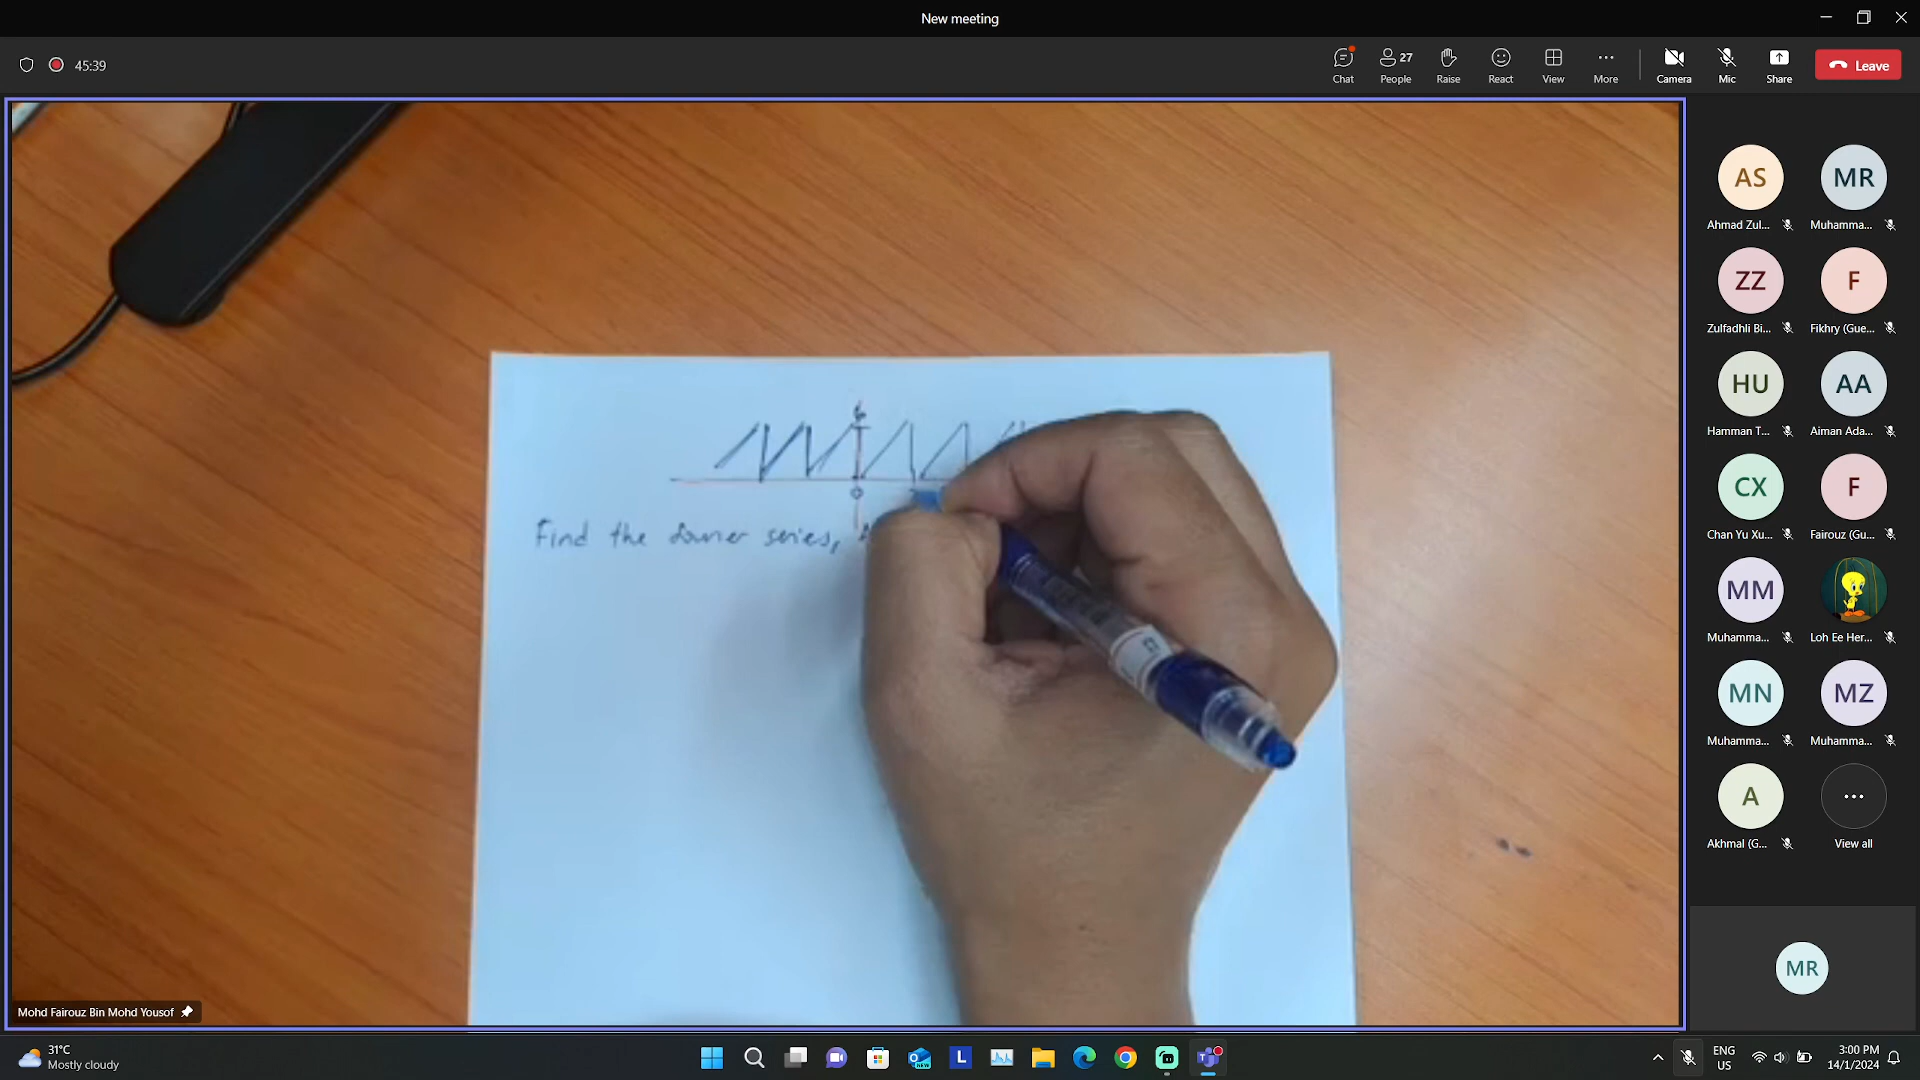 New meeting
45:39
Chat
27
People
Raise
React
View
More
Camera
Mic
Share
Leave
6
0
Find the fourier series,
AS
MR
Ahmad Zul...
Muhamma...
ZZ
F
Zulfadhli Bi...
Fikhry (Gue...
HU
AA
Hamman T...
Aiman Ada...
CX
F
Chan Yu Xu...
Fairouz (Gu...
MM
Muhamma...
Loh Ee Her...
MN
MZ
Muhamma...
Muhamma...
A
Akhmal (G...
View all
MR
Mohd Fairouz Bin Mohd Yousof
31°C
Mostly cloudy
NEW
L
ENG
US
3:00 PM
14/1/2024